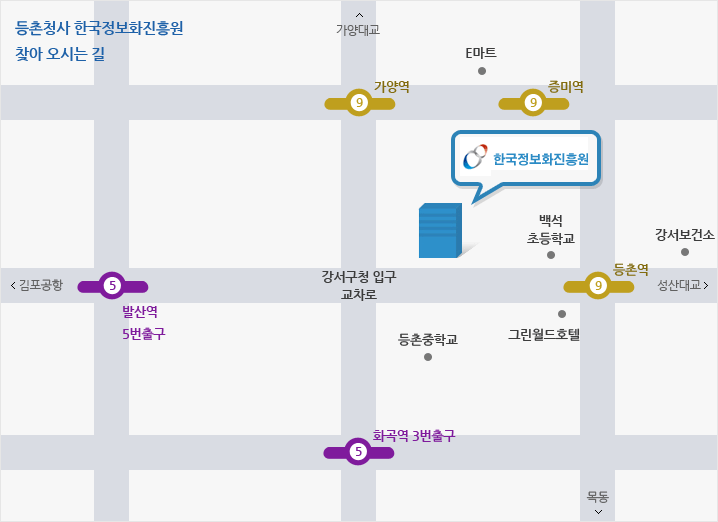 등촌청사 한국정보화진흥원
찾아 오시는 길
가양대교
E마트
가양역
9
증미역
9
한국정보화진흥원
백석
초등학교
강서보건소
김포공항
5
발산역
5번출구
강서구청 입구
교차로
등촌역
9
성산대교
등촌중학교
그린월드호텔
화곡역 3번출구
5
목동